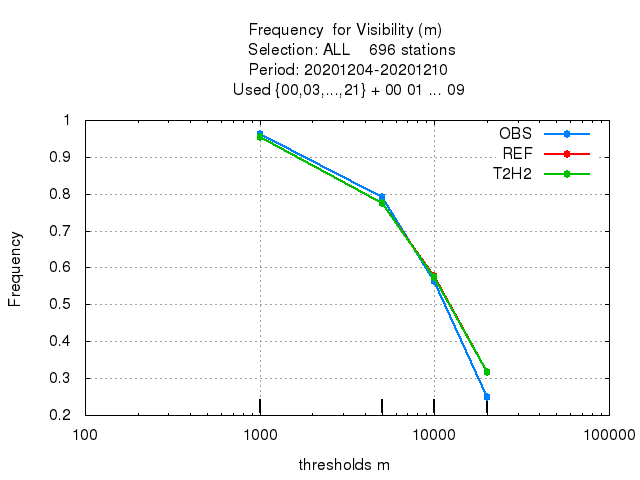 Frequency  for Visibility (m)
Selection: ALL    696 stations
Period: 20201204-20201210
Used {00,03,...,21} + 00 01 ... 09
1
0.9
0.8
0.7
0.6
0.5
0.4
0.3
0.2
Frequency
OBS
REF
T2H2
100
1000
10000
100000
thresholds m